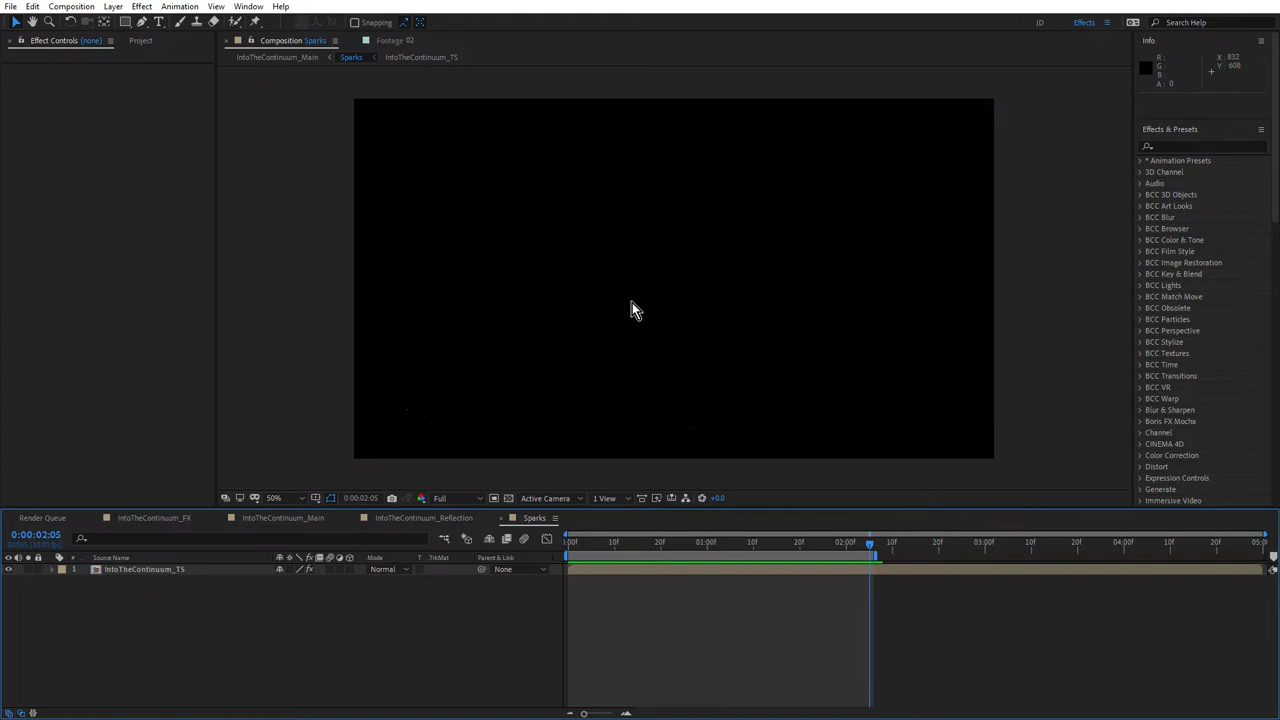 File Edit Composition Layer Effect Animation View Window Help
Snapping JD Effects Search Help
Effect Controls (none) Project Composition Sparks Footage 02 Info
IntoTheContinuum_Main Sparks IntoTheContinuum_TS
R: X: 832
G: Y: 608
B:
A: 0
Effects & Presets
* Animation Presets
3D Channel
Audio
BCC 3D Objects
BCC Art Looks
BCC Blur
BCC Browser
BCC Color & Tone
BCC Film Style
BCC Image Restoration
BCC Key & Blend
BCC Lights
BCC Match Move
BCC Obsolete
BCC Particles
BCC Perspective
BCC Stylize
BCC Textures
BCC Time
BCC Transitions
BCC VR
BCC Warp
Blur & Sharpen
Boris FX Mocha
Channel
CINEMA 4D
Color Correction
Distort
Expression Controls
Generate
Immersive Video
50% 0:00:02:05 Full Active Camera 1 View +0.0
Render Queue IntoTheContinuum_FX IntoTheContinuum_Main IntoTheContinuum_Reflection Sparks
0:00:02:05
# Source Name Mode T .TrkMat Parent & Link
:00f 10f 20f 01:00f 10f 20f 02:00f 10f 20f 03:00f 10f 20f 04:00f 10f 20f 05:00
1 IntoTheContinuum_TS Normal None